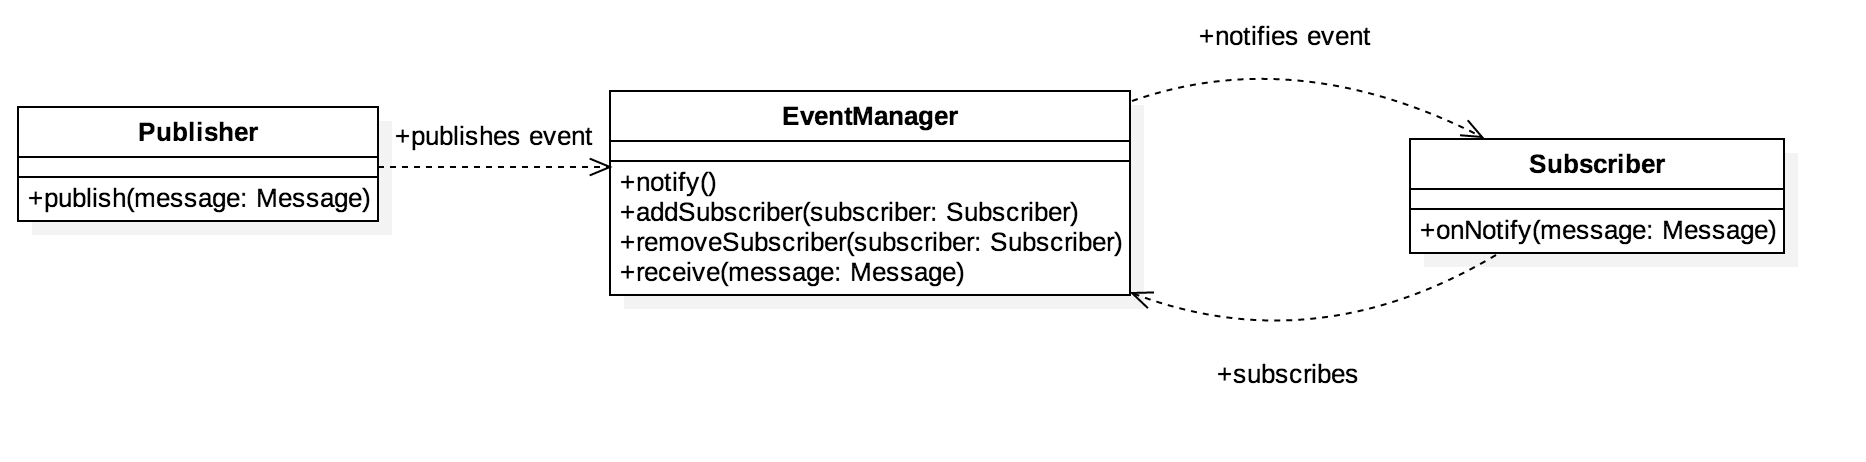 +notifies event
Publisher
+publishes event
+publish(message: Message)
EventManager
+notify()
+addSubscriber(subscriber: Subscriber)
+removeSubscriber(subscriber: Subscriber)
+receive(message: Message)
Subscriber
+onNotify(message: Message)
+subscribes